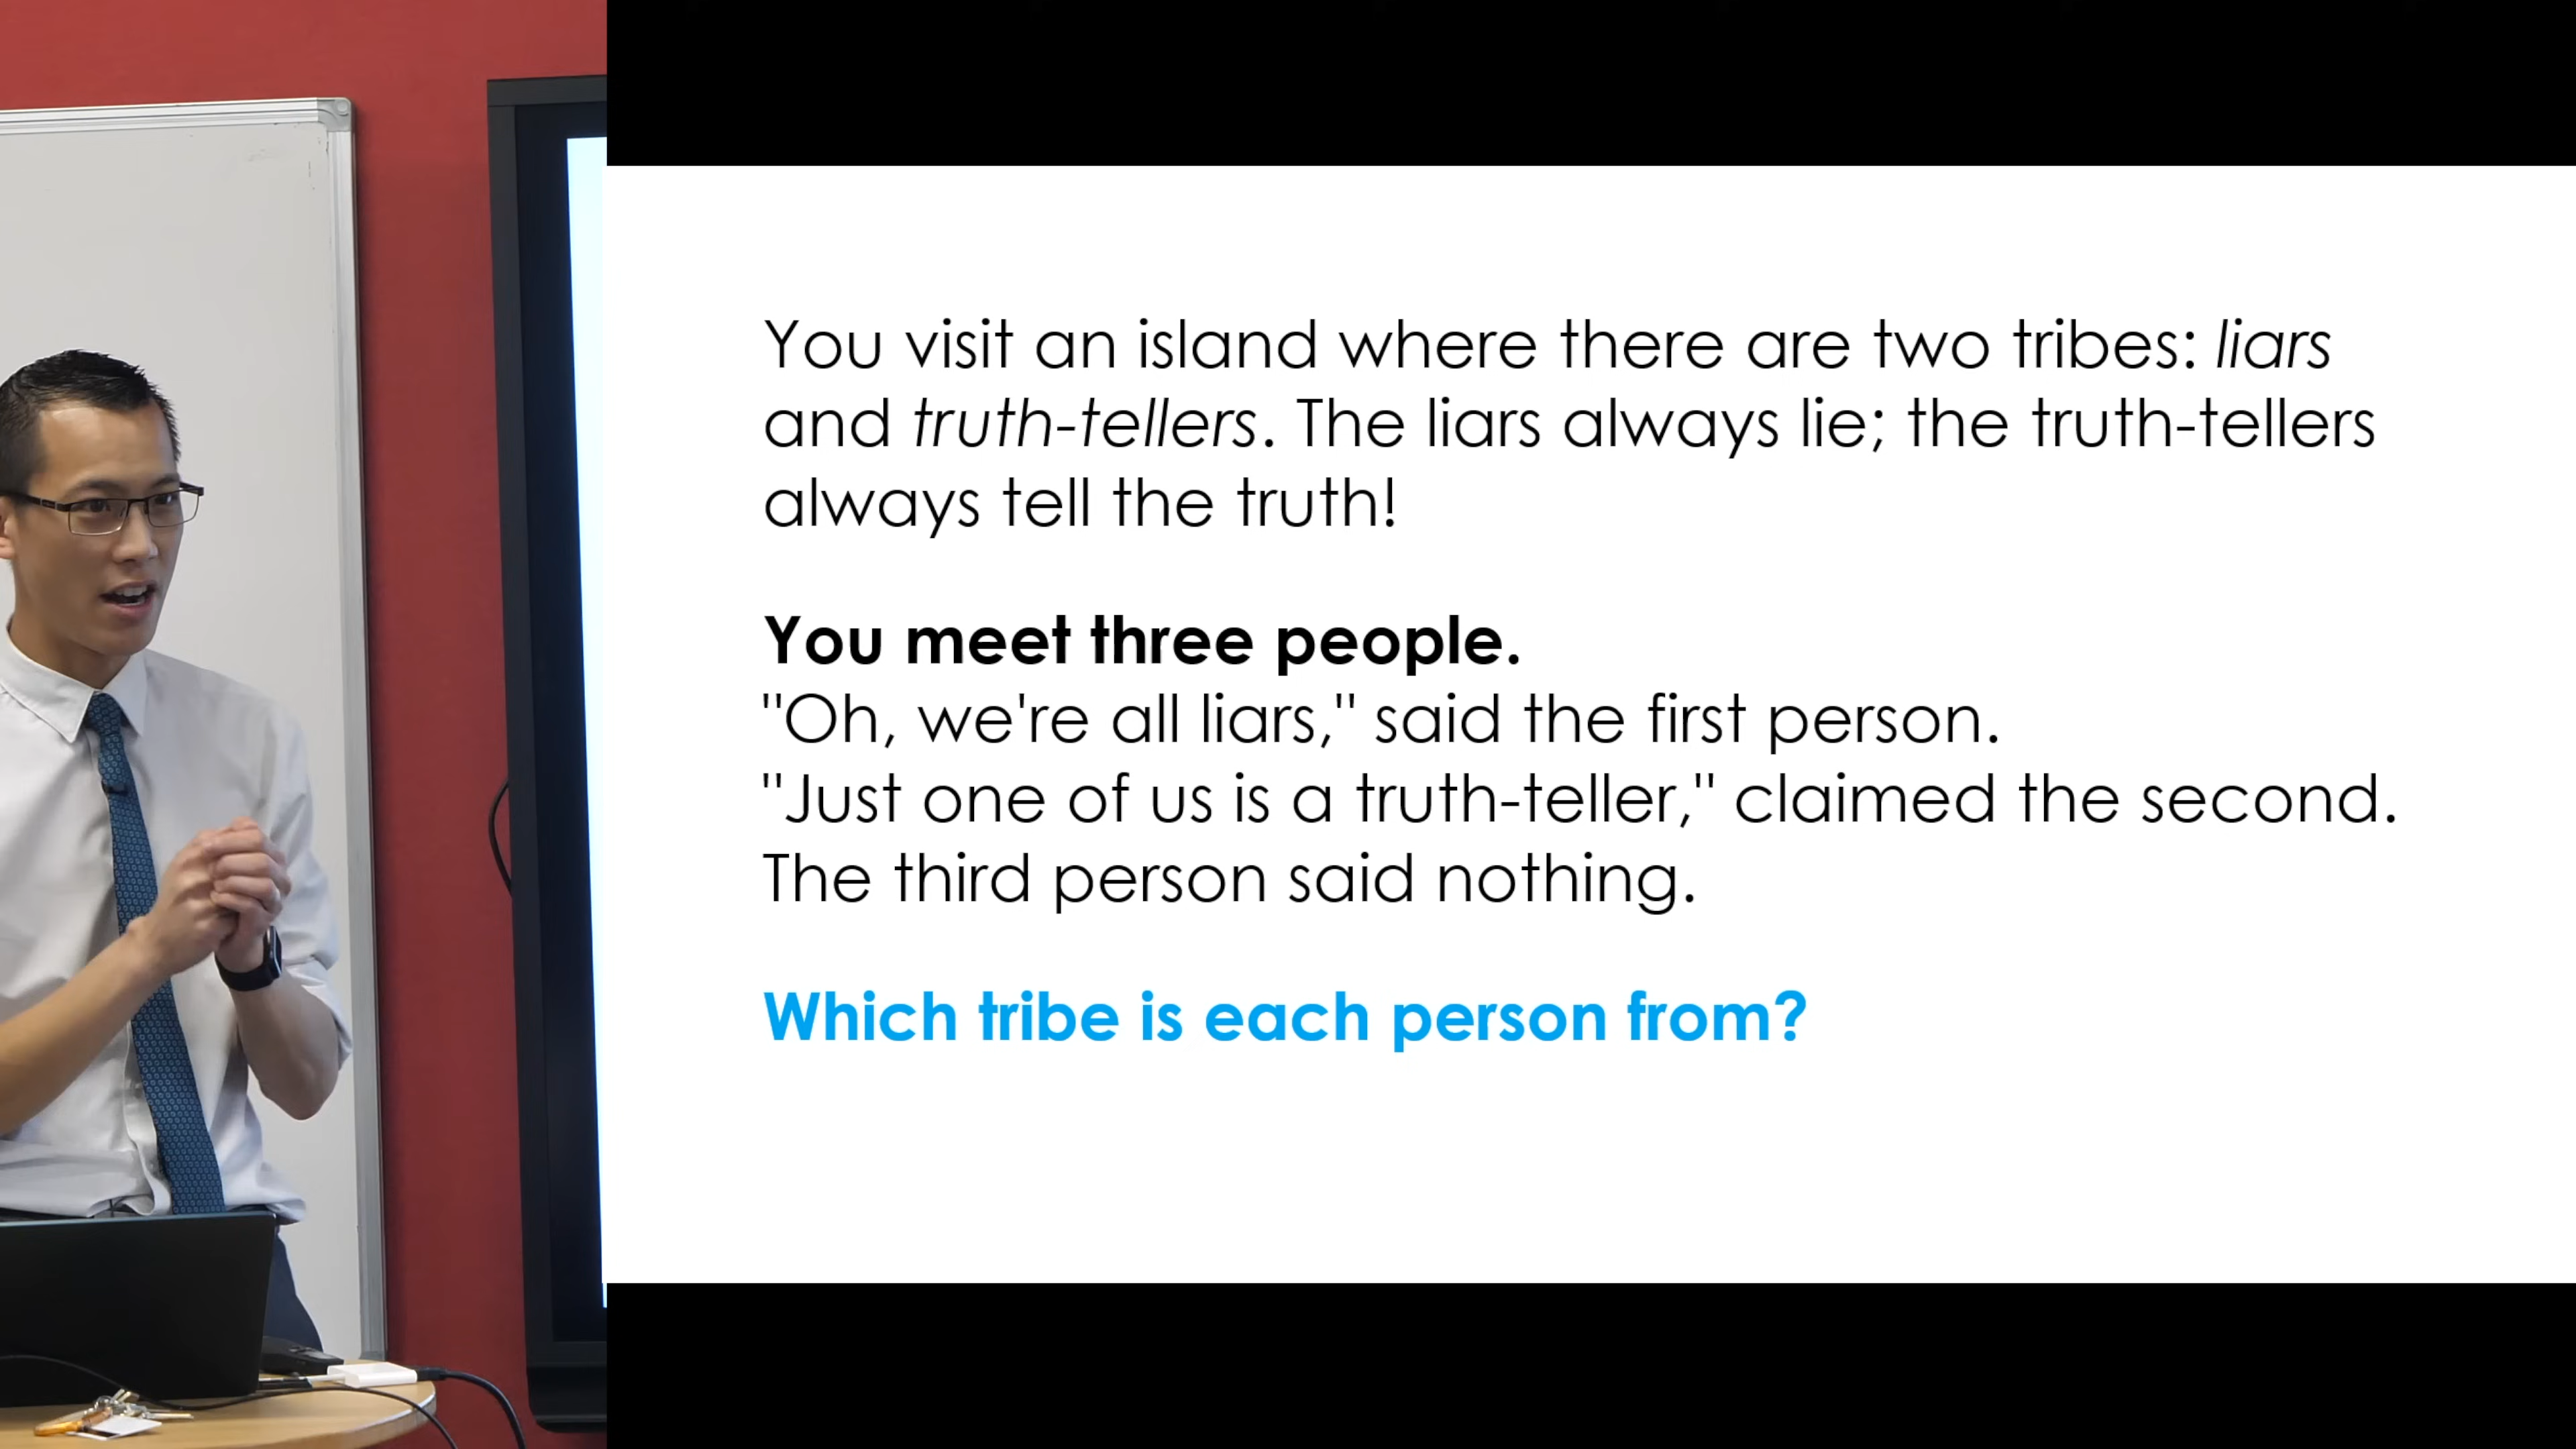 You visit an island where there are two tribes: liars
and truth-tellers. The liars always lie; the truth-tellers
always tell the truth!
You meet three people.
"Oh, we're all liars," said the first person.
"Just one of us is a truth-teller," claimed the second.
The third person said nothing.
Which tribe is each person from?